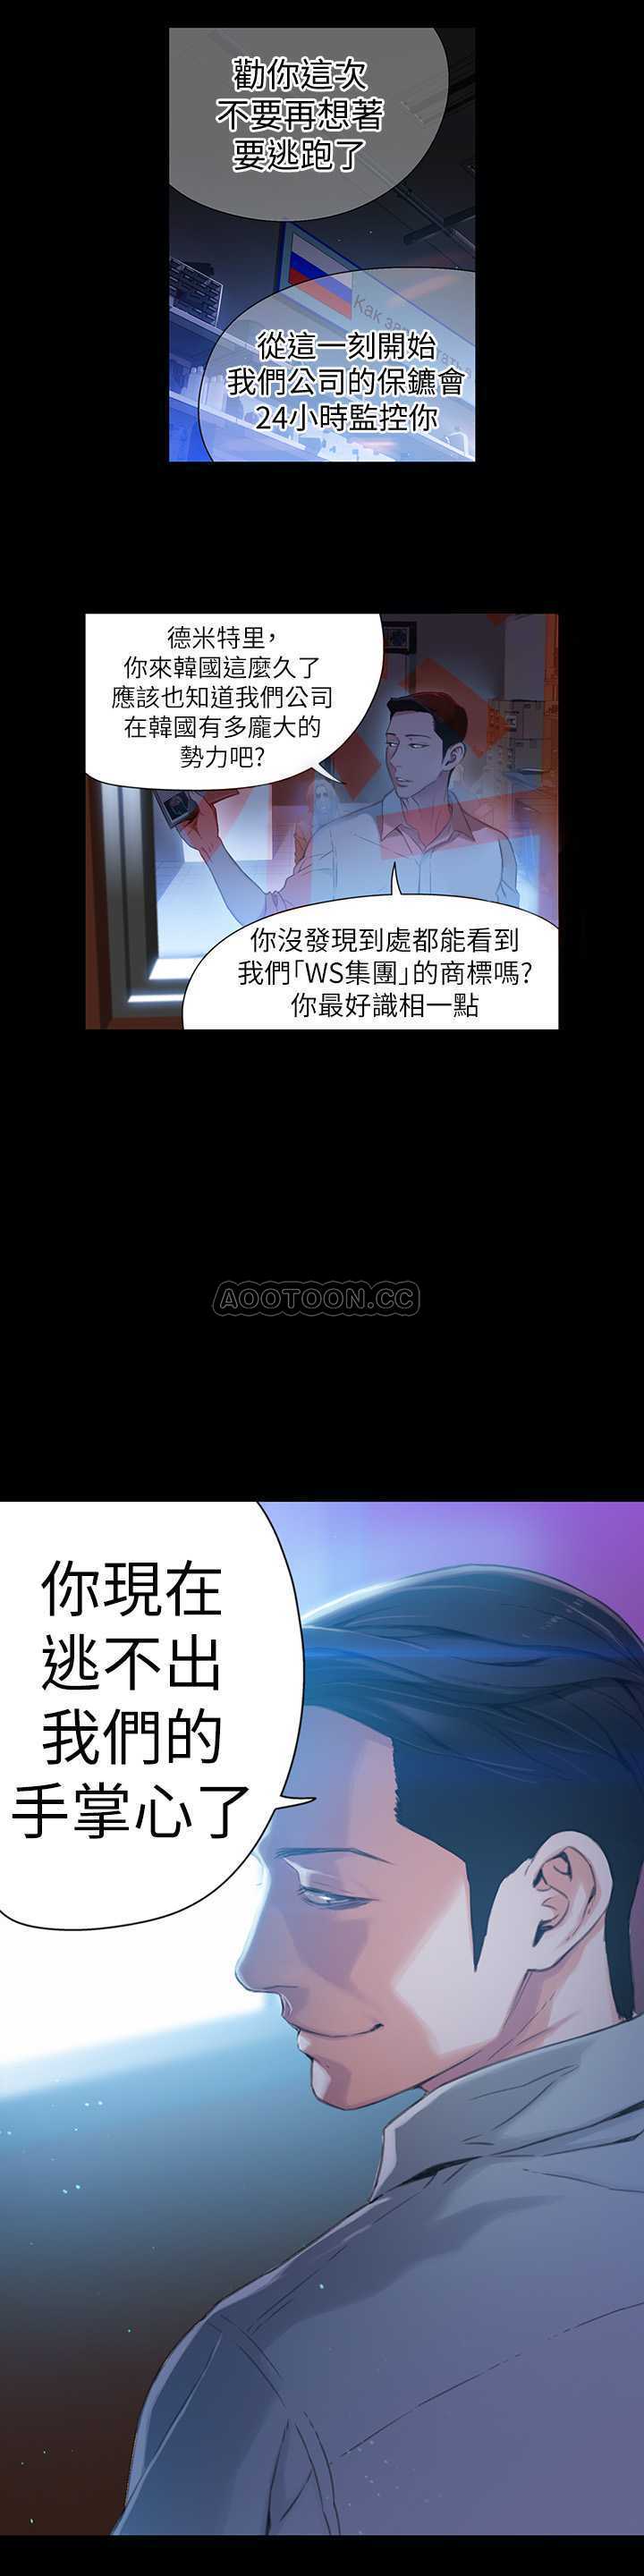 勸你這次
不要再想著
要逃跑了
Как
從這一刻開始
我們公司的保鑣會
24小時監控你
德米特里，
你來韓國這麼久了
應該也知道我們公司
在韓國有多龐大的
勢力吧?
你沒發現到處都能看到
我們「WS集團」的商標嗎?
你最好識相一點
AOOTOON.CC
你現在
逃不出
我們的
手掌心了